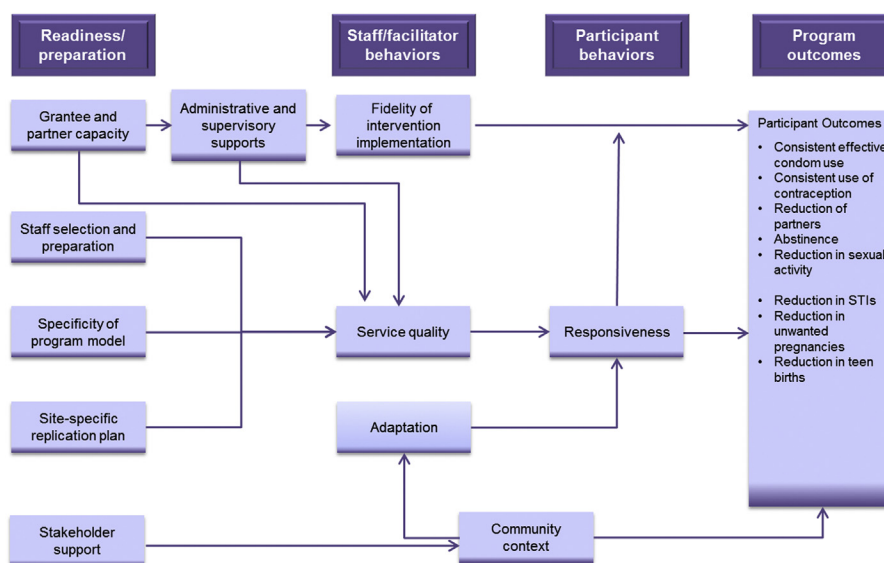 Readiness/
preparation
Staff/facilitator
behaviors
Participant
behaviors
Program
outcomes
Grantee and
partner capacity
Administrative and
supervisory
supports
Fidelity of
intervention
implementation
Participant Outcomes
• Consistent effective
condom use
• Consistent use of
contraception
• Reduction of
partners
• Abstinence
• Reduction in sexual
activity
• Reduction in STIs
• Reduction in
unwanted
pregnancies
• Reduction in teen
births
Staff selection and
preparation
Specificity of
program model
Service quality
Responsiveness
Site-specific
replication plan
Adaptation
Stakeholder
support
Community
context